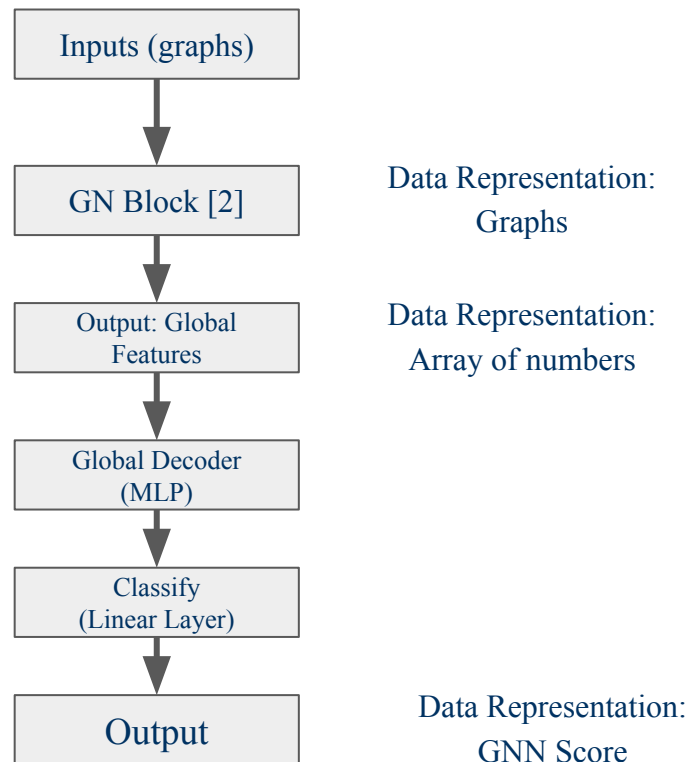 Inputs (graphs)
GN Block [2]
Data Representation:
Graphs
Output: Global
Features
Data Representation:
Array of numbers
Global Decoder
(MLP)
Classify
(Linear Layer)
Output
Data Representation:
GNN Score